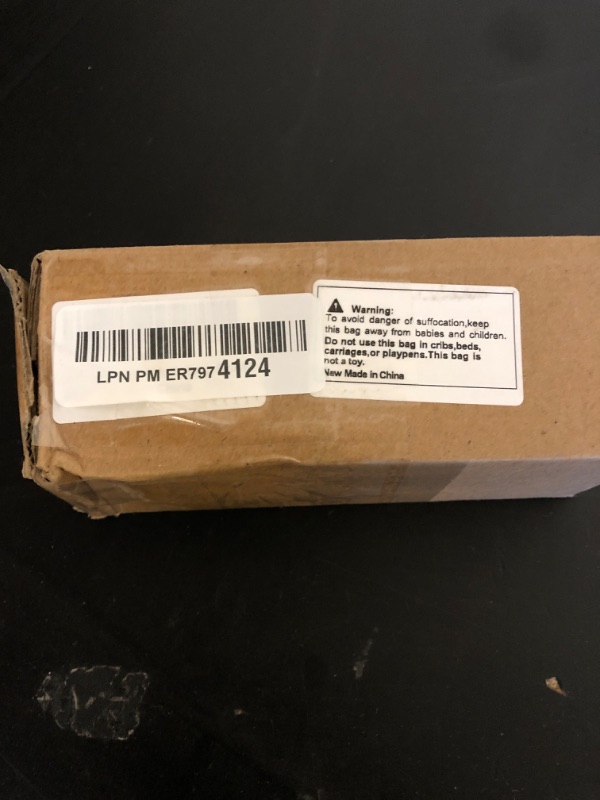 LPN PM ER7974124
Warning:
To avoid danger of suffocation,keep
this bag away from babies and children.
Do not use this bag in cribs,beds,
carriages,or playpens.This bag is
not a toy.
New Made in China